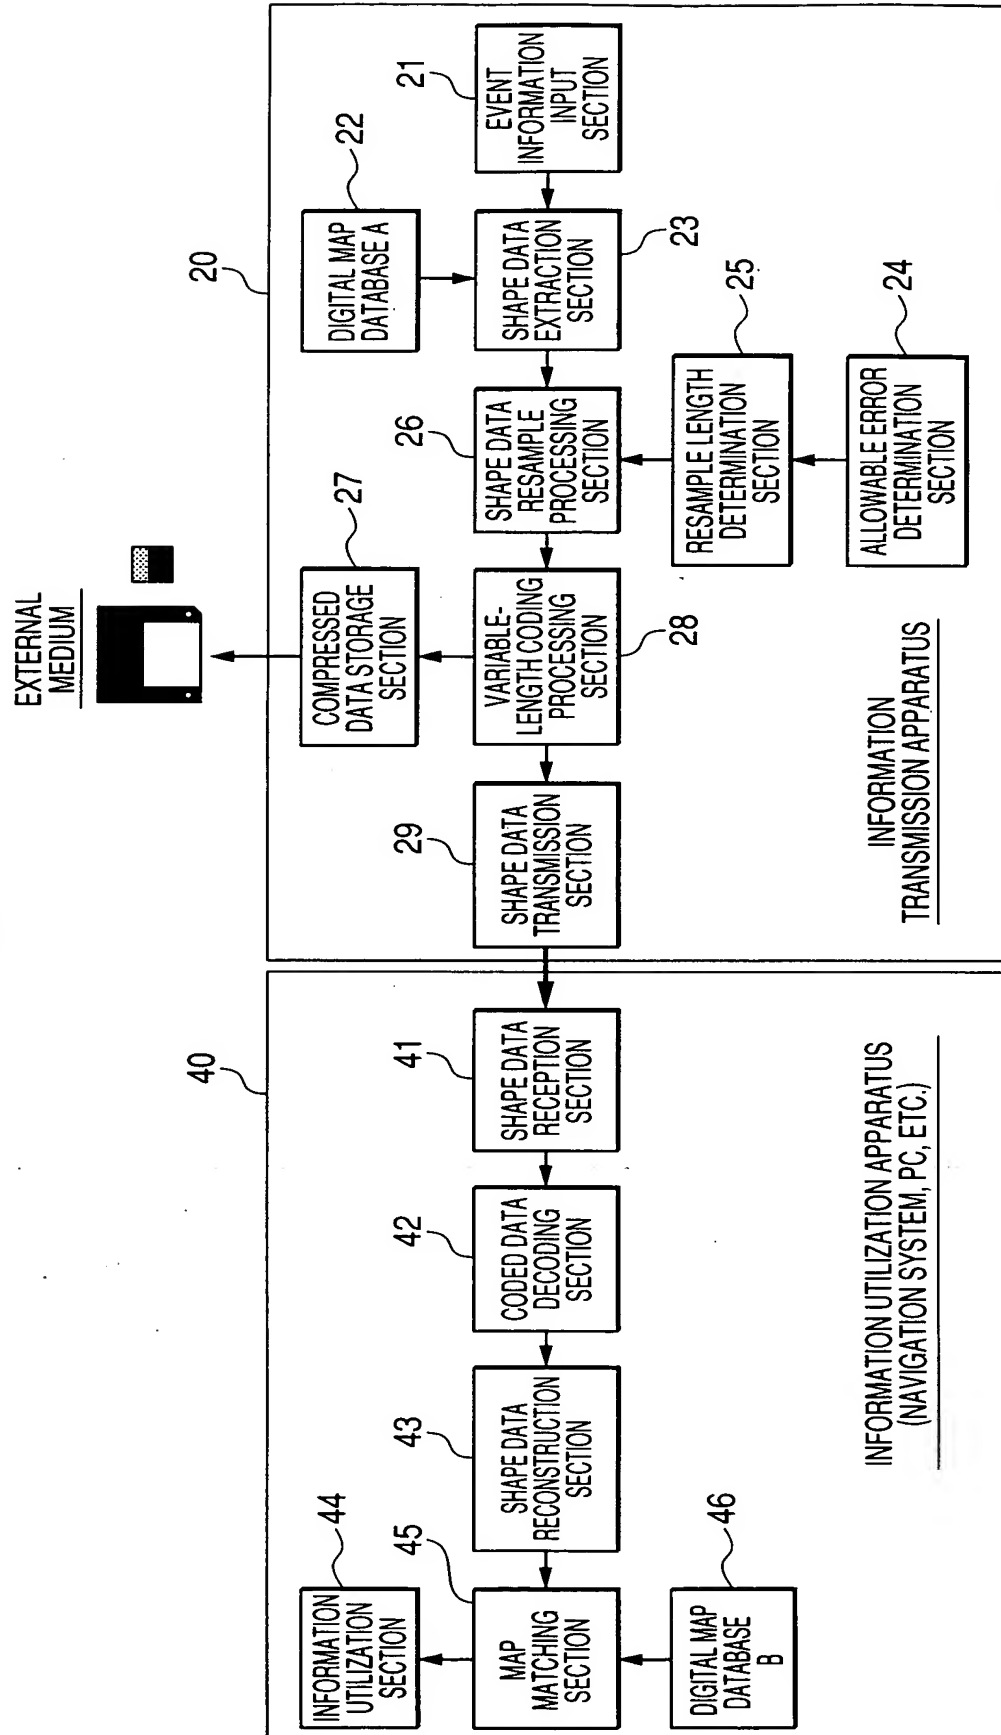 EXTERNAL
MEDIUM
20
21
EVENT
INFORMATION
INPUT
SECTION
22
DIGITAL MAP
DATABASE A
23
SHAPE DATA
EXTRACTION
SECTION
24
ALLOWABLE ERROR
DETERMINATION
SECTION
25
RESAMPLE LENGTH
DETERMINATION
SECTION
26
SHAPE DATA
RESAMPLE
PROCESSING
SECTION
27
COMPRESSED
DATA STORAGE
SECTION
28
VARIABLE-
LENGTH CODING
PROCESSING
SECTION
29
SHAPE DATA
TRANSMISSION
SECTION
INFORMATION
TRANSMISSION APPARATUS
40
41
SHAPE DATA
RECEPTION
SECTION
42
CODED DATA
DECODING
SECTION
43
SHAPE DATA
RECONSTRUCTION
SECTION
44
INFORMATION
UTILIZATION
SECTION
45
MAP
MATCHING
SECTION
46
DIGITAL MAP
DATABASE
B
INFORMATION UTILIZATION APPARATUS
(NAVIGATION SYSTEM, PC, ETC.)